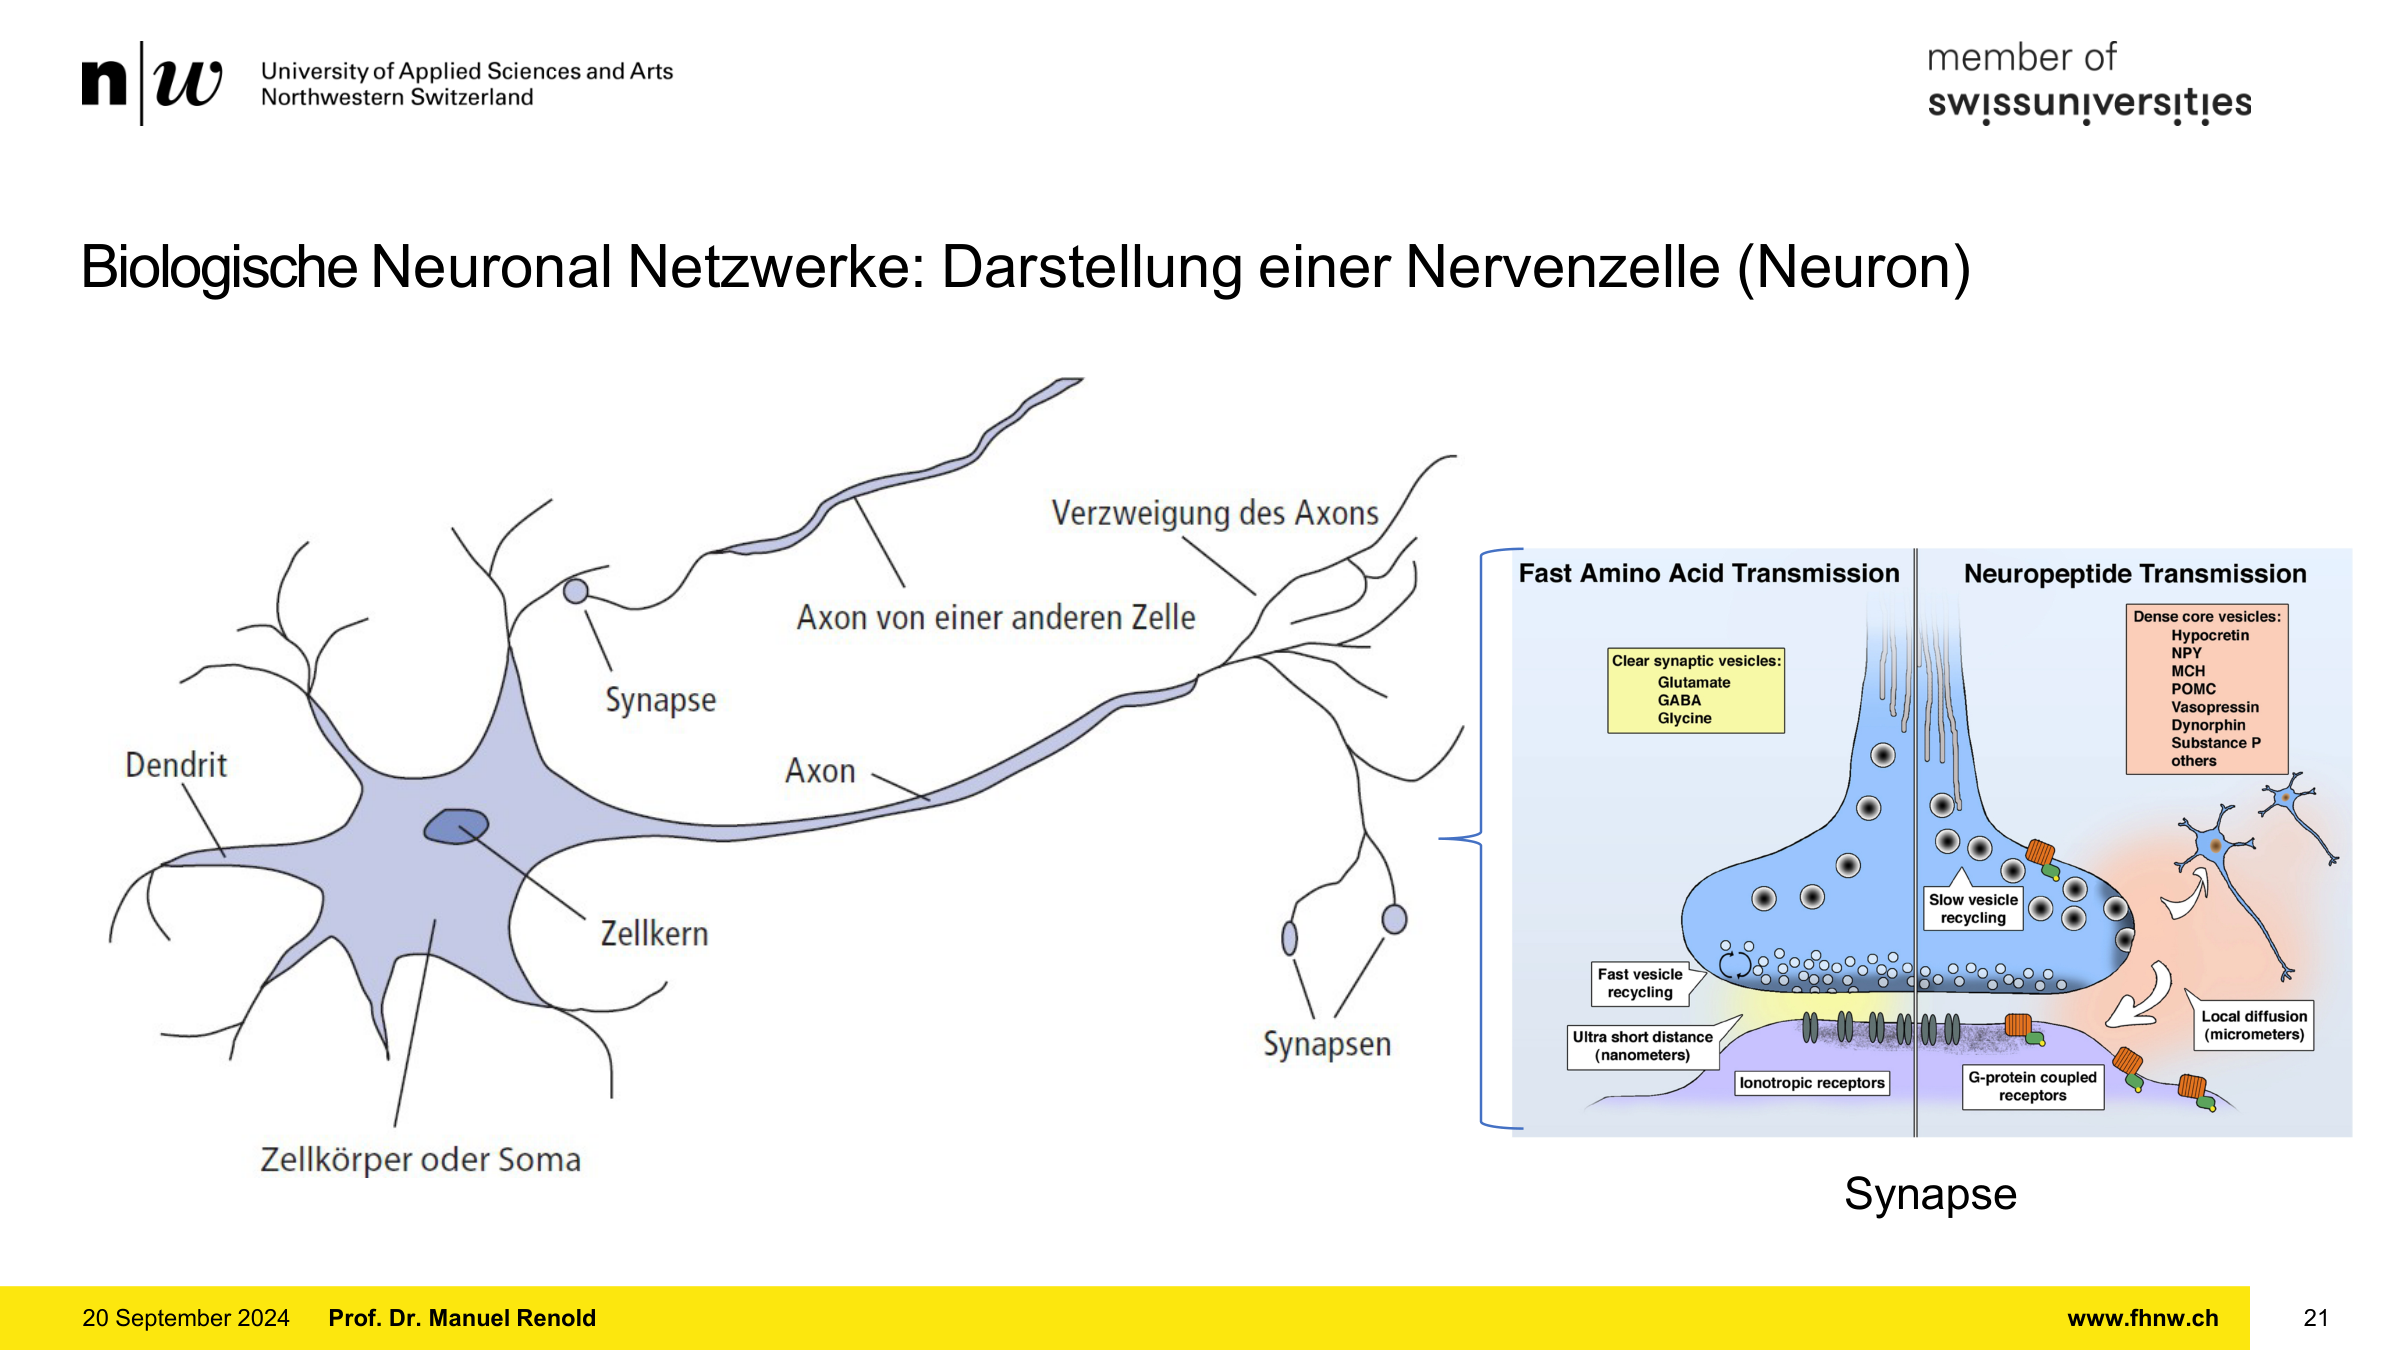 n|w University of Applied Sciences and Arts
Northwestern Switzerland
member of
swissuniversities
Biologische Neuronal Netzwerke: Darstellung einer Nervenzelle (Neuron)
Verzweigung des Axons
Axon von einer anderen Zelle
Synapse
Dendrit
Axon
Zellkern
Synapsen
Zellkörper oder Soma
Fast Amino Acid Transmission
Neuropeptide Transmission
Clear synaptic vesicles:
Glutamate
GABA
Glycine
Dense core vesicles:
Hypocretin
NPY
MCH
POMC
Vasopressin
Dynorphin
Substance P
others
Slow vesicle
recycling
Fast vesicle
recycling
Ultra short distance
(nanometers)
Local diffusion
(micrometers)
Ionotropic receptors
G-protein coupled
receptors
Synapse
20 September 2024 Prof. Dr. Manuel Renold www.fhnw.ch 21